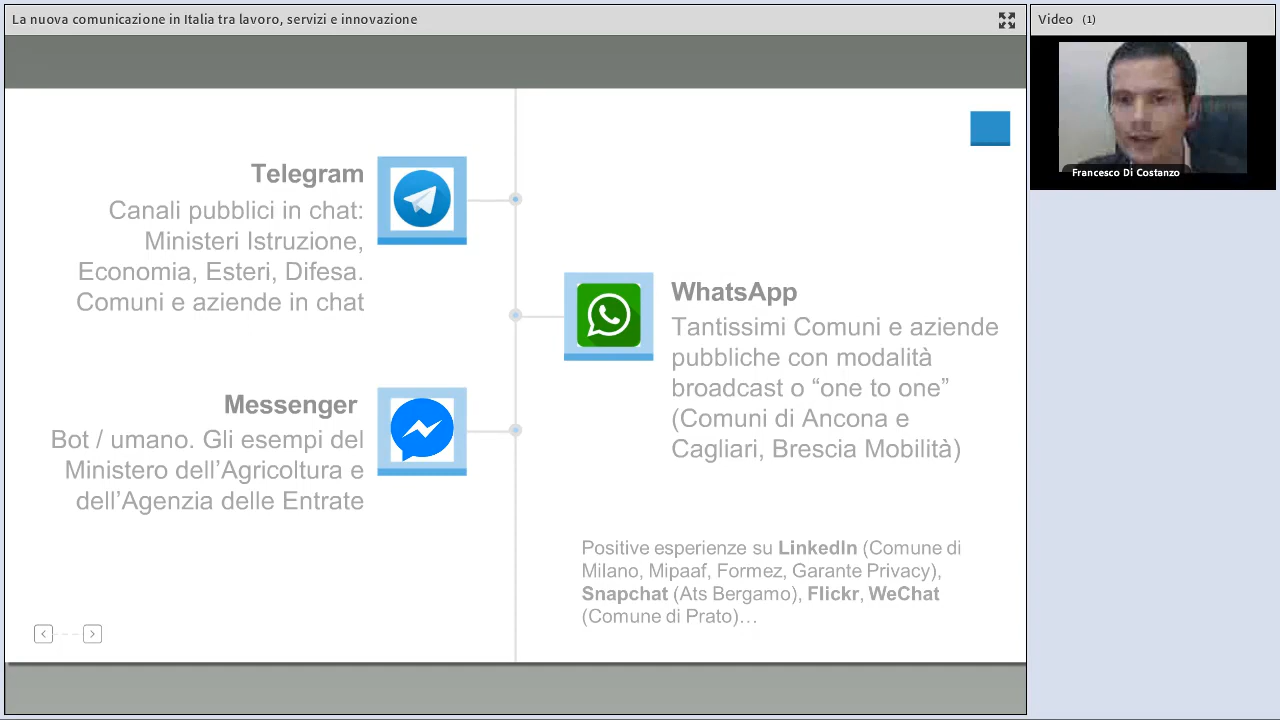 La nuova comunicazione in Italia tra lavoro, servizi e innovazione
Video (1)
Francesco Di Costanzo
Telegram
Canali pubblici in chat:
Ministeri Istruzione,
Economia, Esteri, Difesa.
Comuni e aziende in chat
WhatsApp
Tantissimi Comuni e aziende
pubbliche con modalità
broadcast o “one to one”
(Comuni di Ancona e
Cagliari, Brescia Mobilità)
Messenger
Bot / umano. Gli esempi del
Ministero dell’Agricoltura e
dell’Agenzia delle Entrate
Positive esperienze su LinkedIn (Comune di
Milano, Mipaaf, Formez, Garante Privacy),
Snapchat (Ats Bergamo), Flickr, WeChat
(Comune di Prato)…